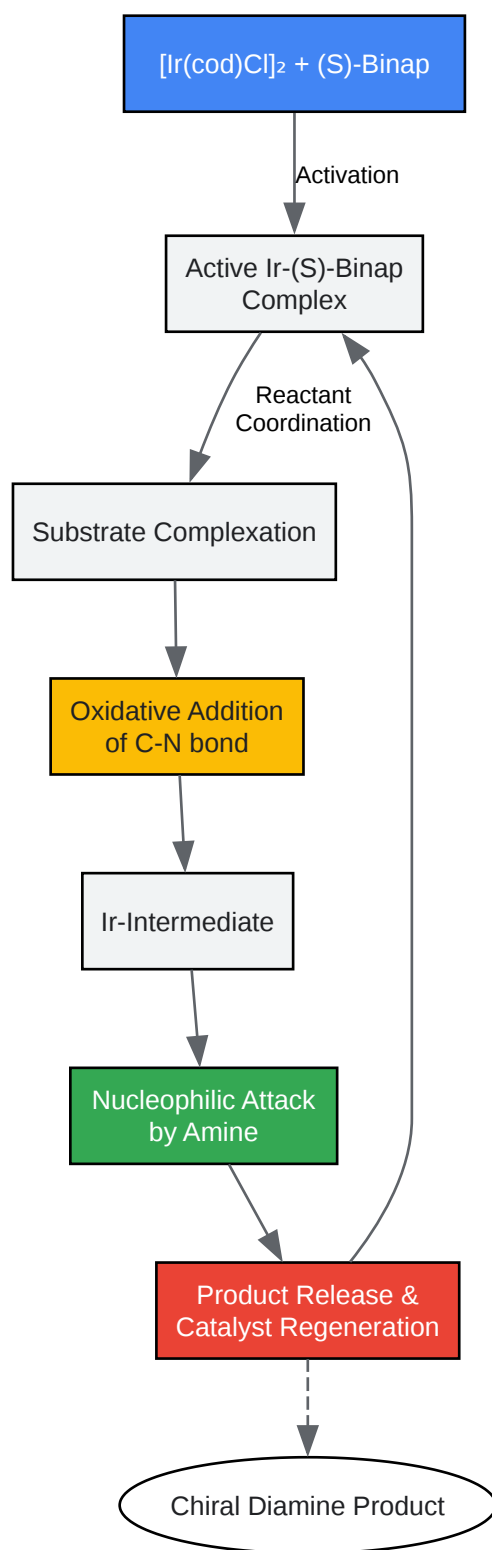 [Ir(cod)Cl]₂ + (S)-Binap
Activation
Active Ir-(S)-Binap
Complex
Reactant
Coordination
Substrate Complexation
Oxidative Addition
of C-N bond
Ir-Intermediate
Nucleophilic Attack
by Amine
Product Release &
Catalyst Regeneration
Chiral Diamine Product